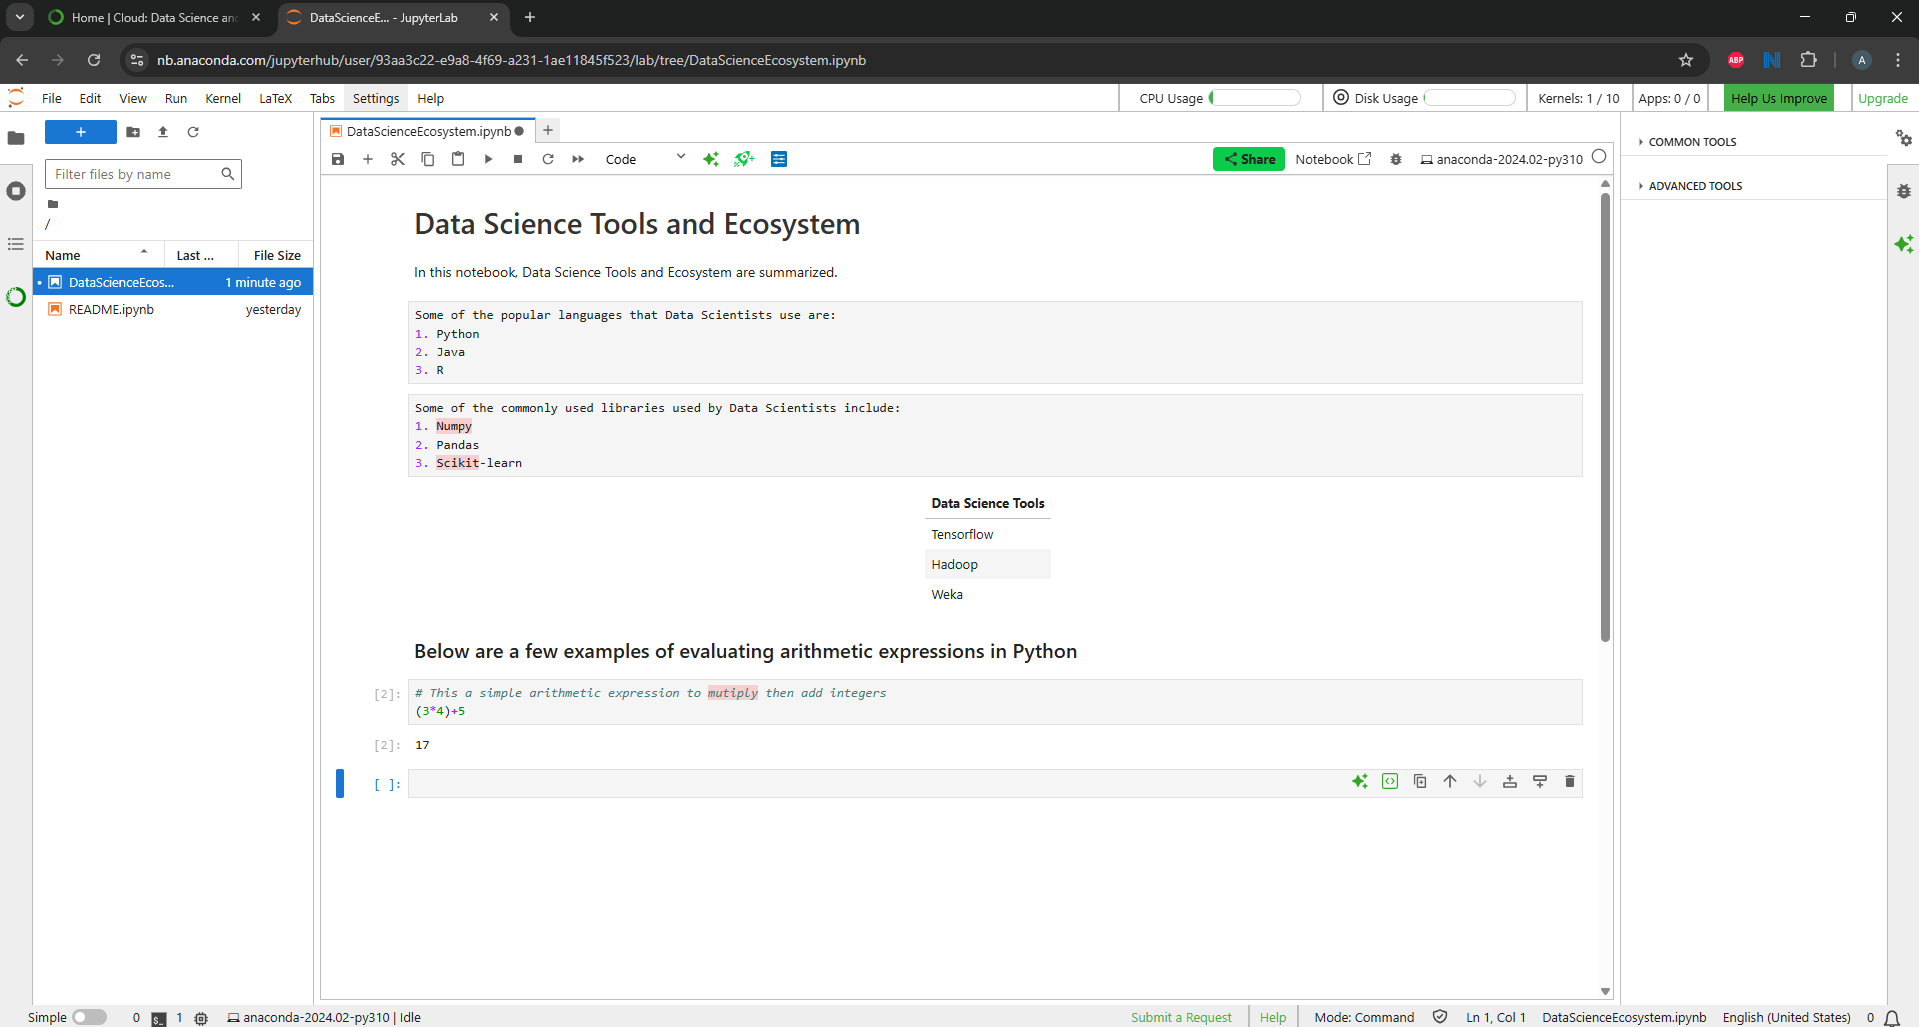 Home | Cloud: Data Science and
DataScienceE... - JupyterLab
nb.anaconda.com/jupyterhub/user/93aa3c22-e9a8-4f69-a231-1ae11845f523/lab/tree/DataScienceEcosystem.ipynb
ABP
N
A
File Edit View Run Kernel LaTeX Tabs Settings Help
CPU Usage Disk Usage Kernels: 1 / 10 Apps: 0 / 0 Help Us Improve Upgrade
Filter files by name
/
Name Last ... File Size
DataScienceEcos... 1 minute ago
README.ipynb yesterday
DataScienceEcosystem.ipynb
Code
Share Notebook anaconda-2024.02-py310
Data Science Tools and Ecosystem
In this notebook, Data Science Tools and Ecosystem are summarized.
Some of the popular languages that Data Scientists use are:
1. Python
2. Java
3. R
Some of the commonly used libraries used by Data Scientists include:
1. Numpy
2. Pandas
3. Scikit-learn
Data Science Tools
Tensorflow
Hadoop
Weka
Below are a few examples of evaluating arithmetic expressions in Python
[2]: # This a simple arithmetic expression to mutiply then add integers
(3*4)+5
[2]: 17
[ ]:
COMMON TOOLS
ADVANCED TOOLS
Simple 0 $_ 1 anaconda-2024.02-py310 | Idle
Submit a Request Help Mode: Command Ln 1, Col 1 DataScienceEcosystem.ipynb English (United States) 0